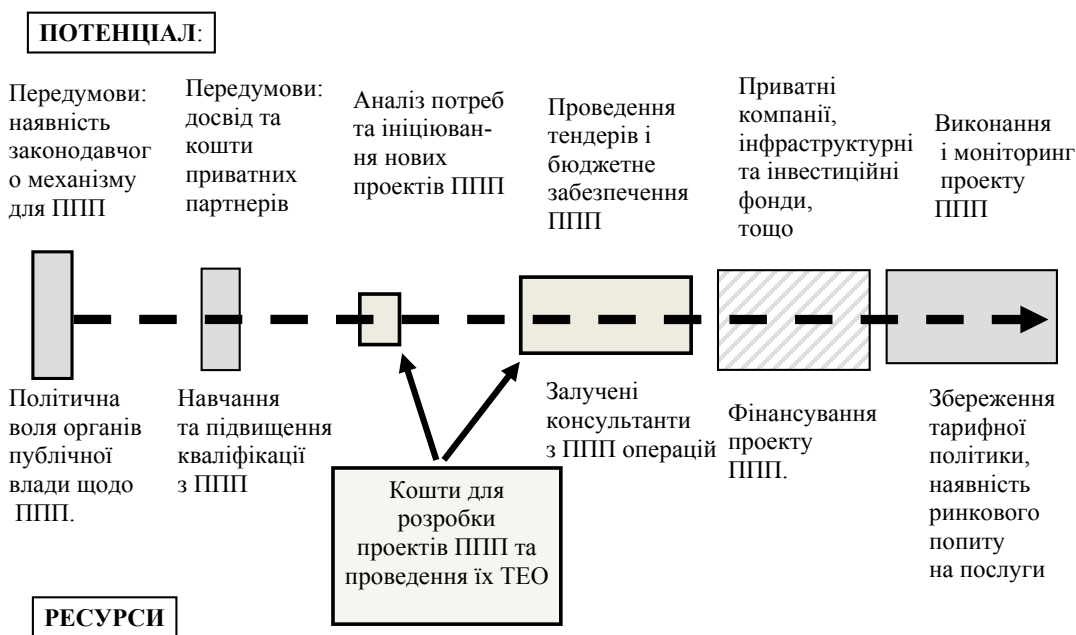 ПОТЕНЦІАЛ:
Передумови:
наявність
законодавчог
о механізму
для ППП
Передумови:
досвід та
кошти
приватних
партнерів
Аналіз потреб
та ініціюван-
ня нових
проектів ППП
Проведення
тендерів і
бюджетне
забезпечення
ППП
Приватні
компанії,
інфраструктурні
та інвестиційні
фонди,
тощо
Виконання
і моніторинг
проекту
ППП
Політична
воля органів
публічної
влади щодо
ППП.
Навчання
та підвищення
кваліфікації
з ППП
Кошти для
розробки
проектів ППП та
проведення їх ТЕО
Залучені
консультанти
з ППП операцій
Фінансування
проекту
ППП.
Збереження
тарифної
політики,
наявність
ринкового
попиту
на послуги
РЕСУРСИ